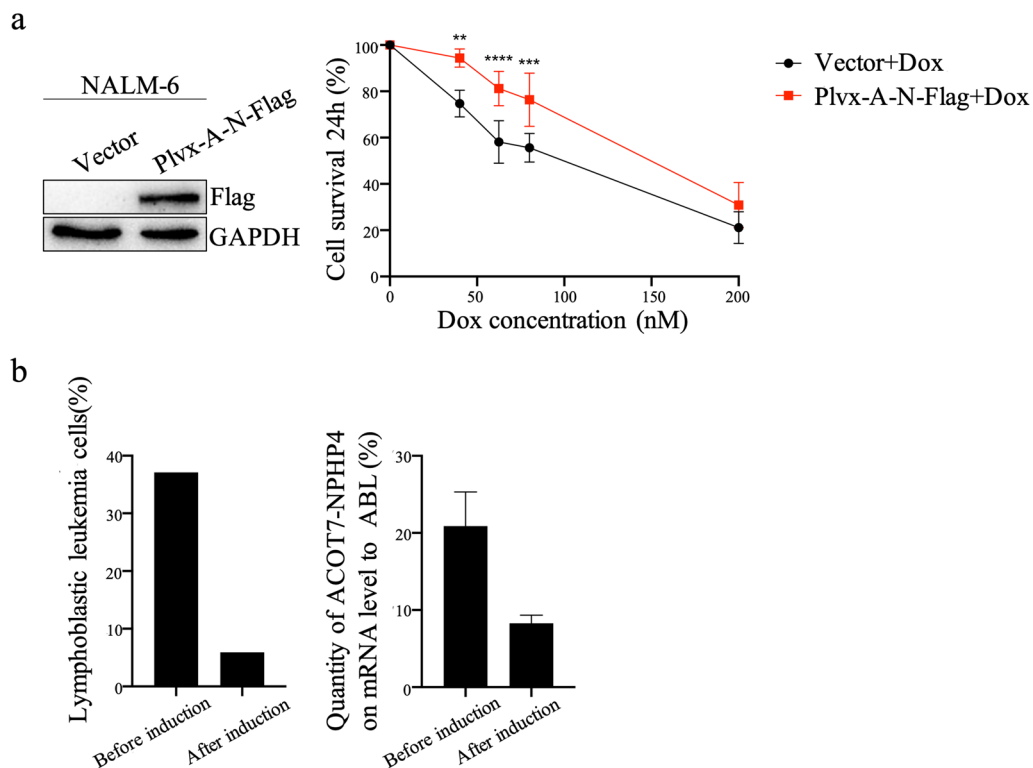 a
NALM-6
Vector
Plvx-A-N-Flag
Flag
GAPDH
Cell survival 24h (%)
100
80
60
40
20
0
** **** ***
0 50 100 150 200
Dox concentration (nM)
Vector+Dox
Plvx-A-N-Flag+Dox
b
Lymphoblastic leukemia cells(%)
40
30
20
10
0
Before induction
After induction
Quantity of ACOT7-NPHP4
on mRNA level to ABL (%)
30
20
10
0
Before induction
After induction